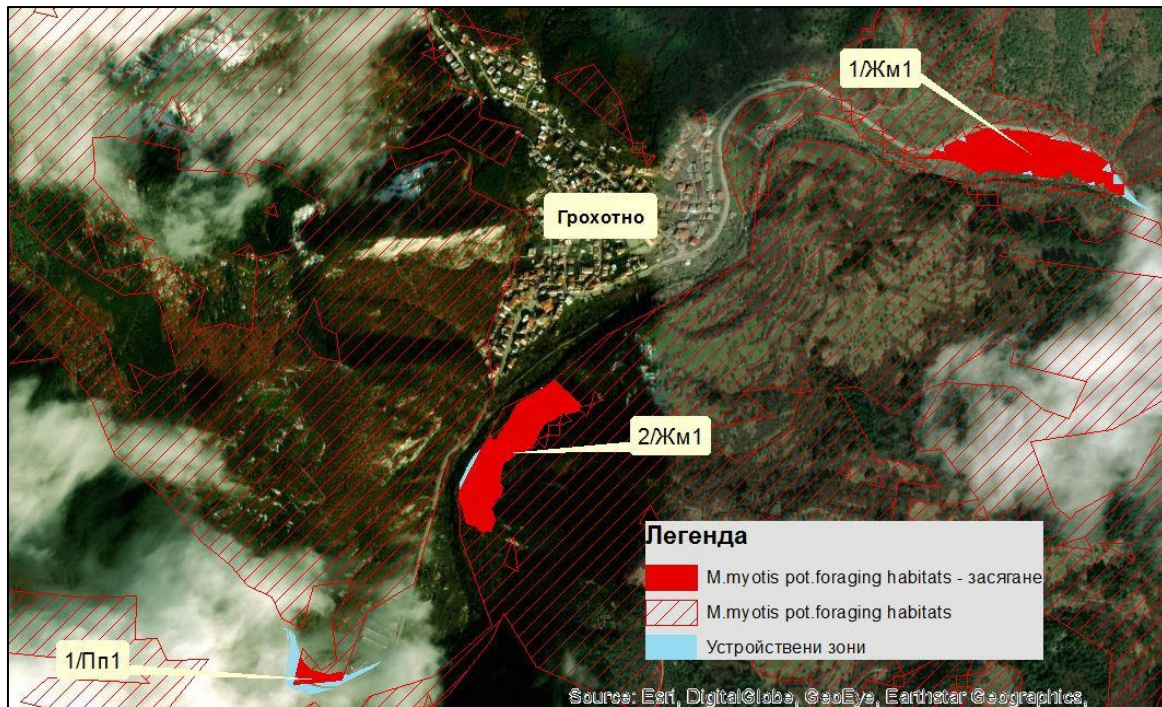 1/Жм1
Грохотно
2/Жм1
1/Пп1
Легенда
M.myotis pot.foraging habitats - засягане
M.myotis pot.foraging habitats
Устройствени зони
Source: Esri, DigitalGlobe, GeoEye, Earthstar Geographics,